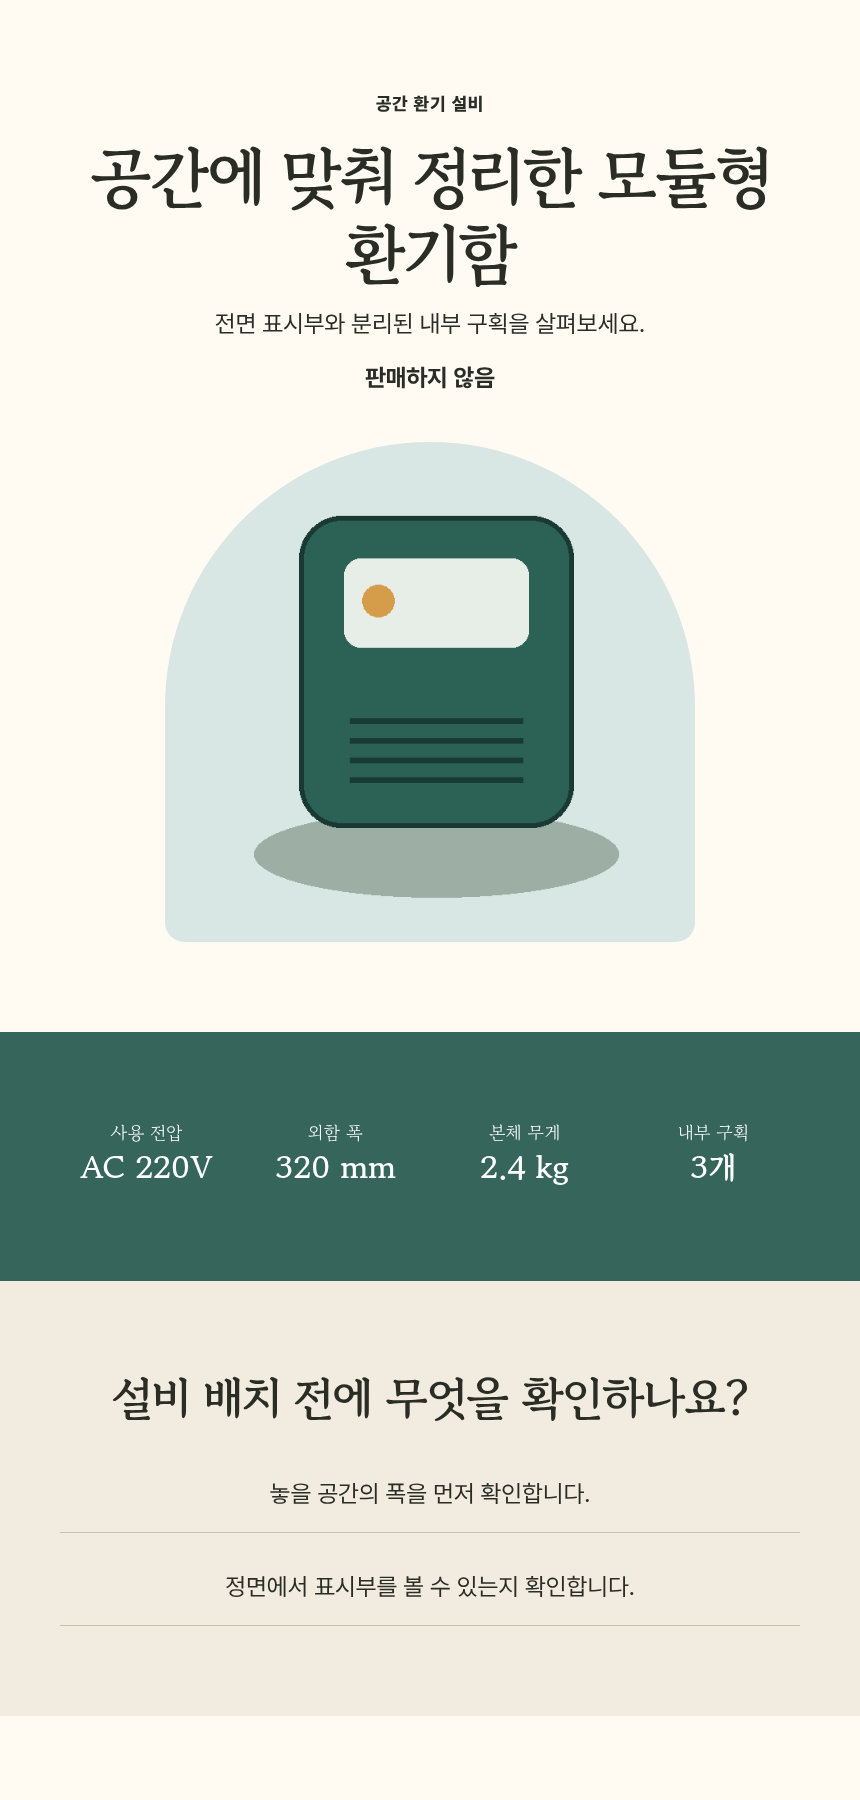 공간 환기 설비
공간에 맞춰 정리한 모듈형
환기함
전면 표시부와 분리된 내부 구획을 살펴보세요.
판매하지 않음
사용 전압
AC 220V
외함 폭
320 mm
본체 무게
2.4 kg
내부 구획
3개
설비 배치 전에 무엇을 확인하나요?
놓을 공간의 폭을 먼저 확인합니다.
정면에서 표시부를 볼 수 있는지 확인합니다.